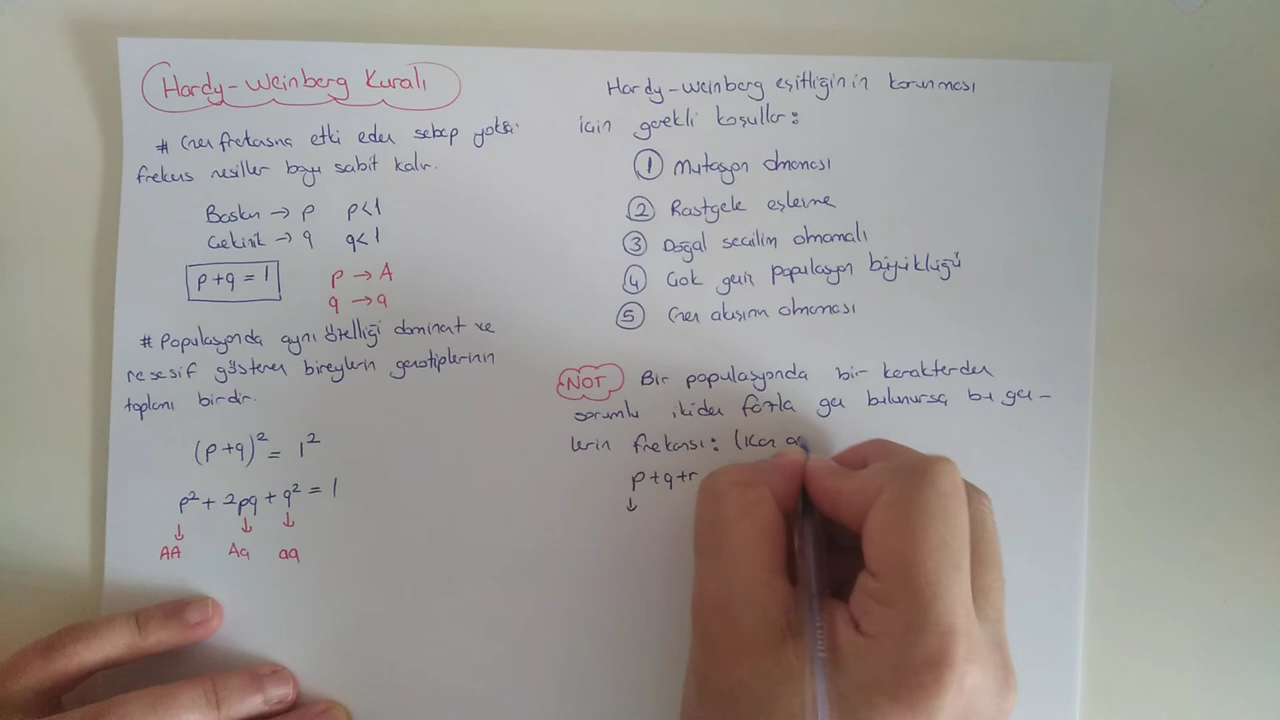 Hardy-Weinberg Kuralı
# Gen frekansına etki eden sebep yoksa
frekans nesiller boyu sabit kalır.
Baskın → p p<1
Çekinik → q q<1
p+q = 1
p → A
q → a
# Populasyonda aynı özelliği dominant ve
resesif gösteren bireylerin genotiplerinin
toplamı birdir.
(p+q)² = 1²
p² + 2pq + q² = 1
↓ ↓ ↓
AA Aa aa
Hardy-Weinberg eşitliğinin korunması
için gerekli koşullar:
① Mutasyon olmaması
② Rastgele eşleşme
③ Doğal seçilim olmamalı
④ Çok geniş populasyon büyüklüğü
⑤ Gen akışının olmaması
NOT Bir populasyonda bir karakterden
sorumlu ikiden fazla gen bulunursa bu gen-
lerin frekansı: (Kan
p+q+r
↓